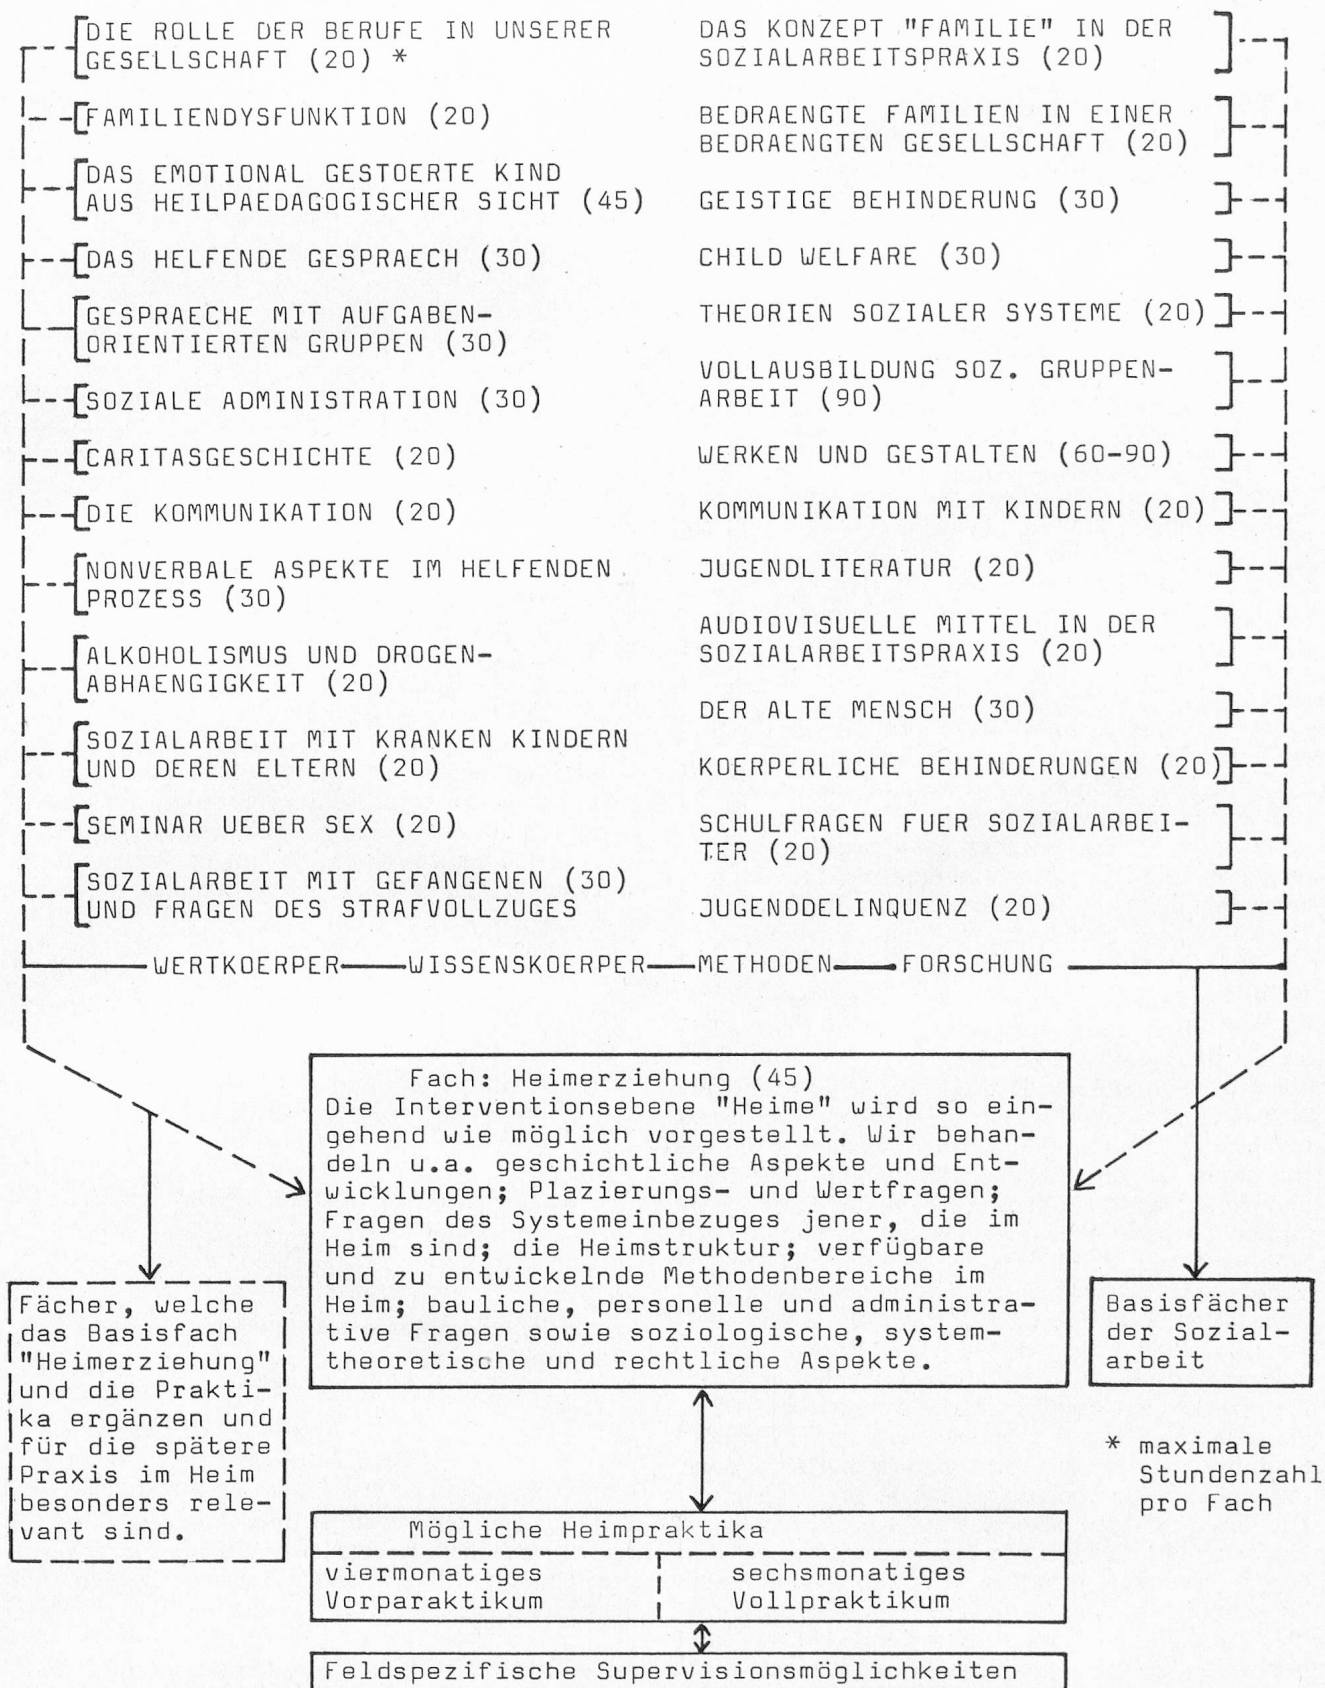 DIE ROLLE DER BERUFE IN UNSERER
GESELLSCHAFT (20) *
FAMILIENDYSFUNKTION (20)
DAS EMOTIONAL GESTOERTE KIND
AUS HEILPAEDAGOGISCHER SICHT (45)
DAS HELFENDE GESPRAECH (30)
GESPRAECHE MIT AUFGABEN-
ORIENTIERTEN GRUPPEN (30)
SOZIALE ADMINISTRATION (30)
CARITASGESCHICHTE (20)
DIE KOMMUNIKATION (20)
NONVERBALE ASPEKTE IM HELFENDEN
PROZESS (30)
ALKOHOLISMUS UND DROGEN-
ABHAENGIGKEIT (20)
SOZIALARBEIT MIT KRANKEN KINDERN
UND DEREN ELTERN (20)
SEMINAR UEBER SEX (20)
SOZIALARBEIT MIT GEFANGENEN (30)
UND FRAGEN DES STRAFVOLLZUGES
DAS KONZEPT "FAMILIE" IN DER
SOZIALARBEITSPRAXIS (20)
BEDRAENGTE FAMILIEN IN EINER
BEDRAENGTEN GESELLSCHAFT (20)
GEISTIGE BEHINDERUNG (30)
CHILD WELFARE (30)
THEORIEN SOZIALER SYSTEME (20)
VOLLAUSBILDUNG SOZ. GRUPPEN-
ARBEIT (90)
WERKEN UND GESTALTEN (60-90)
KOMMUNIKATION MIT KINDERN (20)
JUGENDLITERATUR (20)
AUDIOVISUELLE MITTEL IN DER
SOZIALARBEITSPRAXIS (20)
DER ALTE MENSCH (30)
KOERPERLICHE BEHINDERUNGEN (20)
SCHULFRAGEN FUER SOZIALARBEI-
TER (20)
JUGENDDELINQUENZ (20)
WERTKOERPER WISSENSKOERPER METHODEN FORSCHUNG
Fach: Heimerziehung (45)
Die Interventionsebene "Heime" wird so ein-
gehend wie möglich vorgestellt. Wir behan-
deln u.a. geschichtliche Aspekte und Ent-
wicklungen; Plazierungs- und Wertfragen;
Fragen des Systemeinbezuges jener, die im
Heim sind; die Heimstruktur; verfügbare
und zu entwickelnde Methodenbereiche im
Heim; bauliche, personelle und administra-
tive Fragen sowie soziologische, system-
theoretische und rechtliche Aspekte.
Fächer, welche
das Basisfach
"Heimerziehung"
und die Prakti-
ka ergänzen und
für die spätere
Praxis im Heim
besonders rele-
vant sind.
Basisfächer
der Sozial-
arbeit
* maximale
Stundenzahl
pro Fach
Mögliche Heimpraktika
viermonatiges
Vorparaktikum
sechsmonatiges
Vollpraktikum
Feldspezifische Supervisionsmöglichkeiten